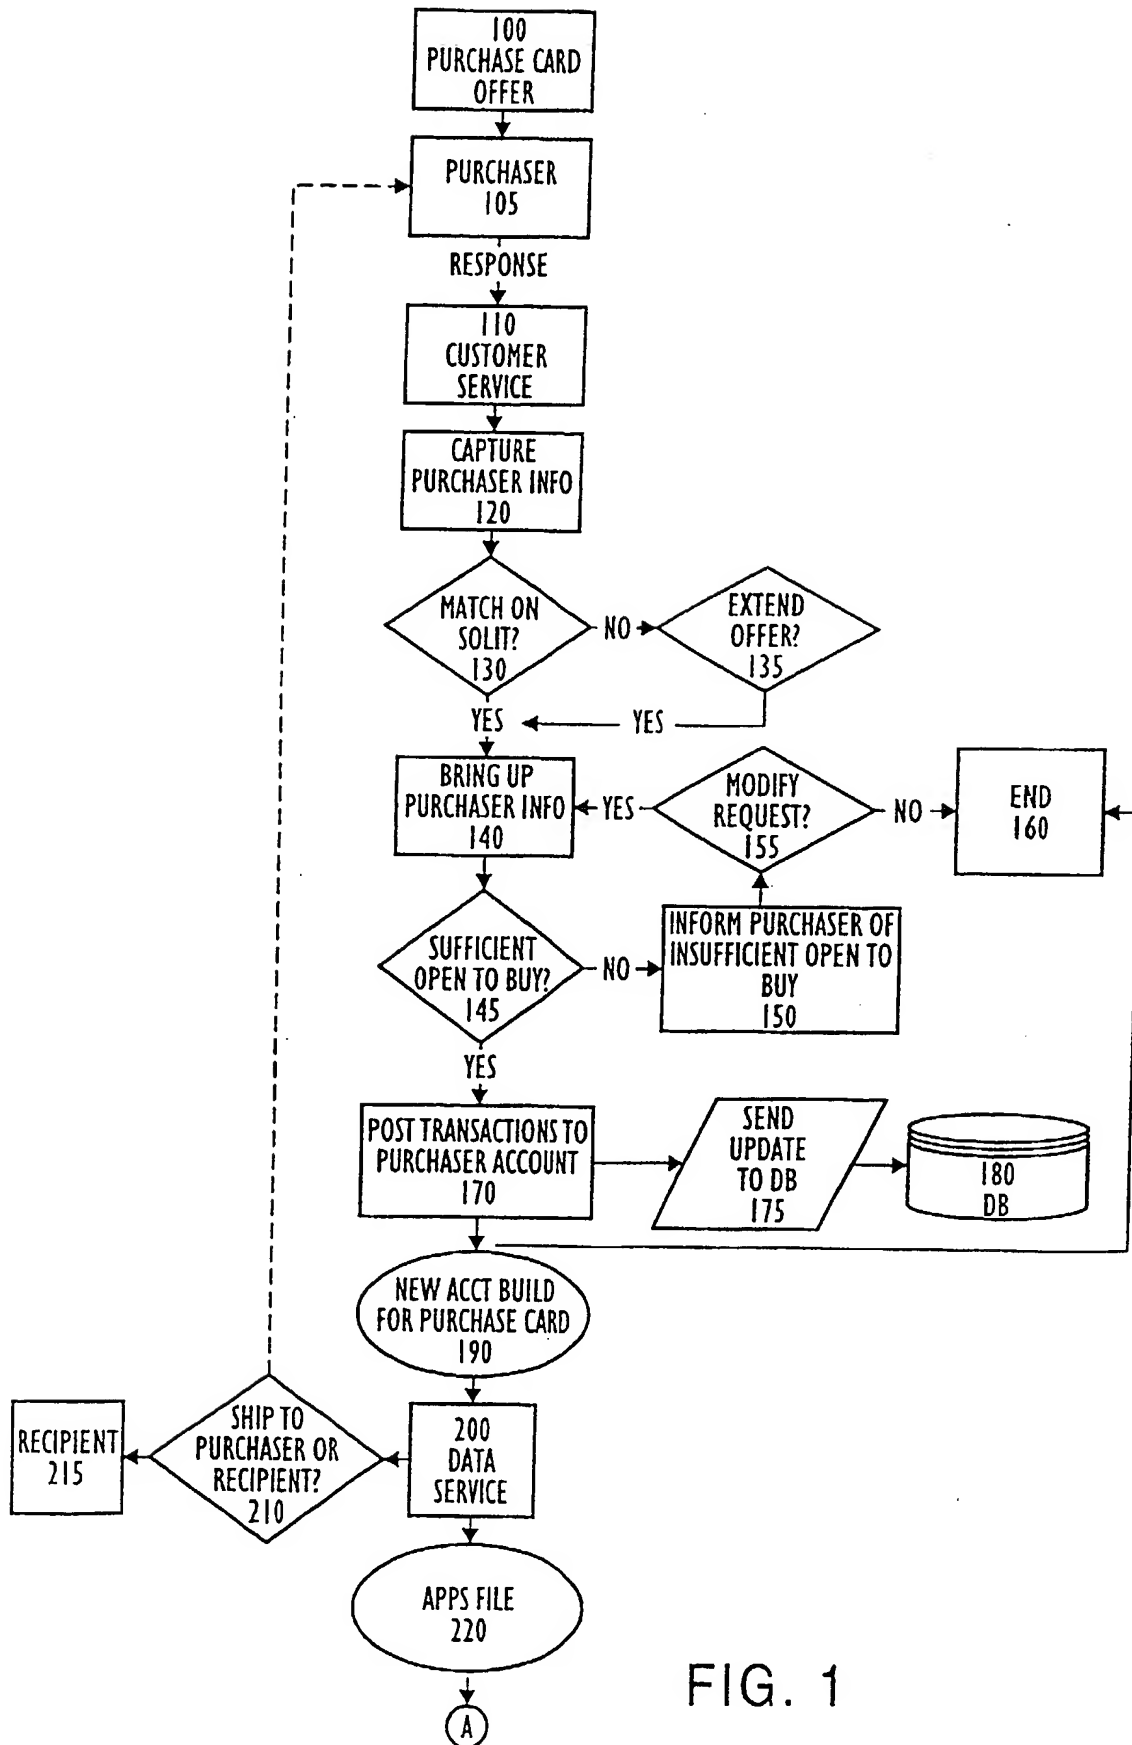 100
PURCHASE CARD
OFFER
PURCHASER
105
RESPONSE
110
CUSTOMER
SERVICE
CAPTURE
PURCHASER INFO
120
MATCH ON
SOLIT?
130
NO
EXTEND
OFFER?
135
YES
YES
BRING UP
PURCHASER INFO
140
YES
MODIFY
REQUEST?
155
NO
END
160
SUFFICIENT
OPEN TO BUY?
145
NO
INFORM PURCHASER OF
INSUFFICIENT OPEN TO
BUY
150
YES
POST TRANSACTIONS TO
PURCHASER ACCOUNT
170
SEND
UPDATE
TO DB
175
180
DB
NEW ACCT BUILD
FOR PURCHASE CARD
190
RECIPIENT
215
SHIP TO
PURCHASER OR
RECIPIENT?
210
200
DATA
SERVICE
APPS FILE
220
A
FIG. 1